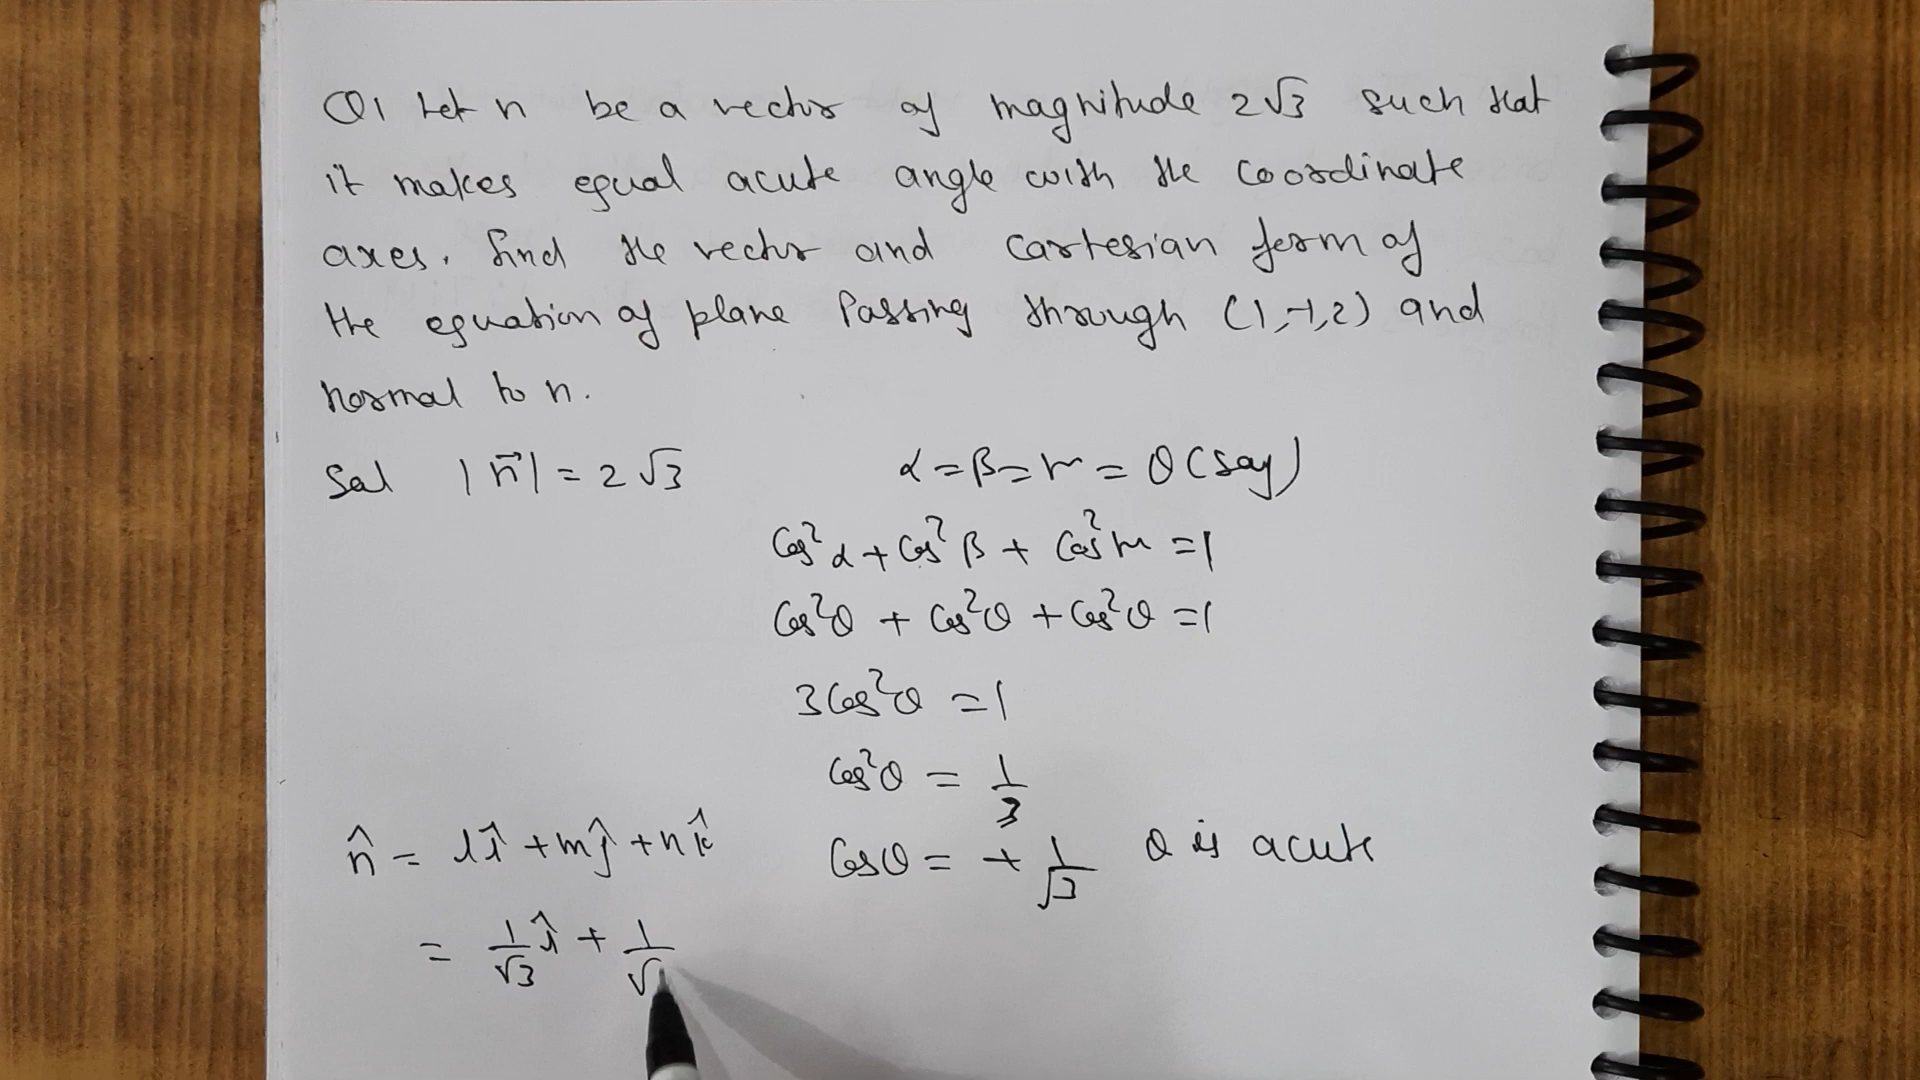 Q1 Let n be a vector of magnitude 2√3 such that
it makes equal acute angle with the coordinate
axes. find the vector and Cartesian form of
the equation of plane Passing through (1,-1,2) and
normal to n.
Sol |n⃗| = 2√3 α = β = r = θ (say)
Cos²α + Cos²β + Cos²r = 1
Cos²θ + Cos²θ + Cos²θ = 1
3Cos²θ = 1
Cos²θ = 1/3
n̂ = lî + mĵ + nk̂ Cosθ = + 1/√3 θ is acute
= 1/√3 î + 1/√